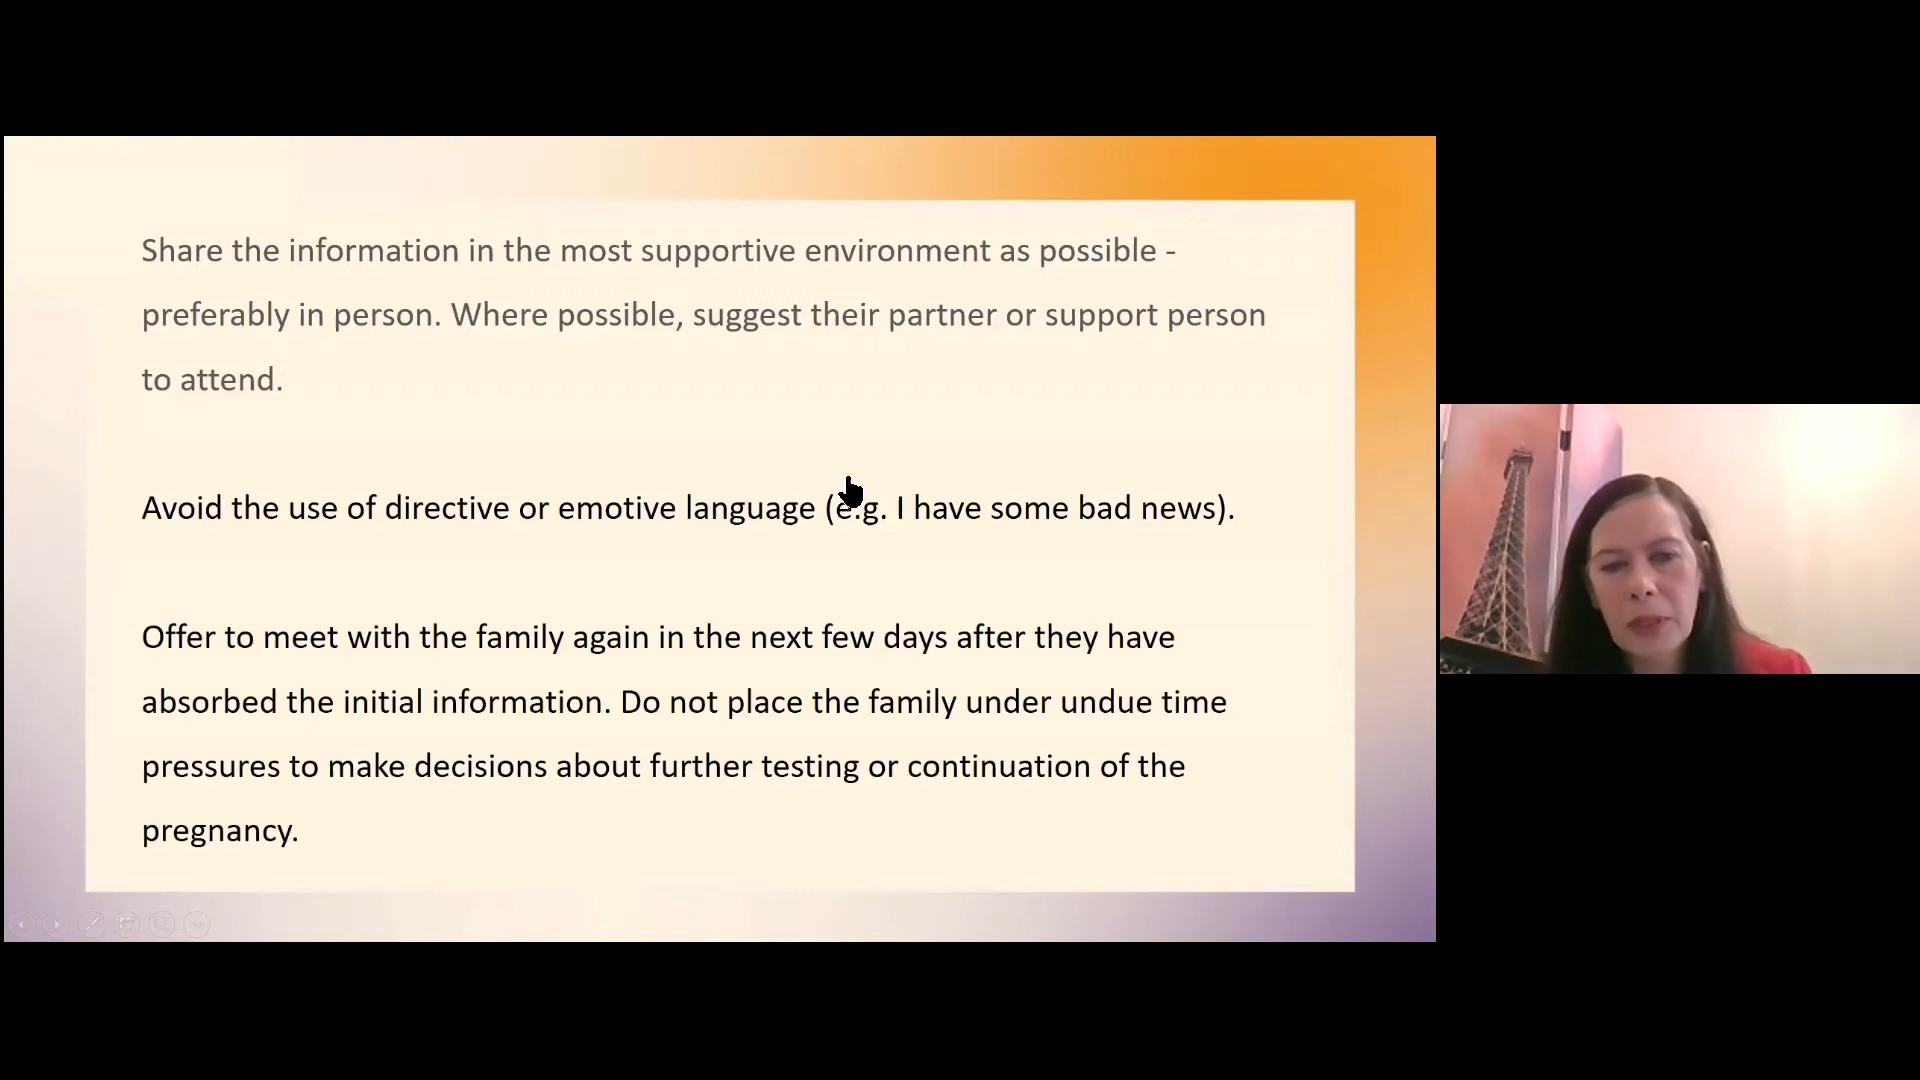 Share the information in the most supportive environment as possible -
preferably in person. Where possible, suggest their partner or support person
to attend.
Avoid the use of directive or emotive language (e.g. I have some bad news).
Offer to meet with the family again in the next few days after they have
absorbed the initial information. Do not place the family under undue time
pressures to make decisions about further testing or continuation of the
pregnancy.